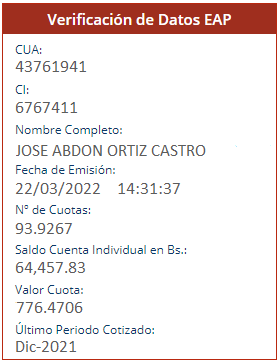 Verificación de Datos EAP
CUA:
43761941
CI:
6767411
Nombre Completo:
JOSE ABDON ORTIZ CASTRO
Fecha de Emisión:
22/03/2022 14:31:37
N° de Cuotas:
93.9267
Saldo Cuenta Individual en Bs.:
64,457.83
Valor Cuota:
776.4706
Último Periodo Cotizado:
Dic-2021